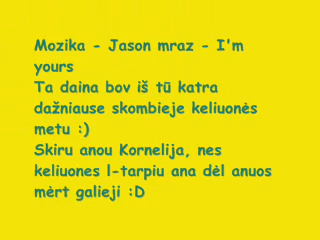 Mozika - Jason mraz - I'm
yours
Ta daina bov iš tū katra
dažniause skombieje keliuonės
metu :)
Skiru anou Kornelija, nes
keliuones l-tarpiu ana dėl anuos
mėrt galieji :D